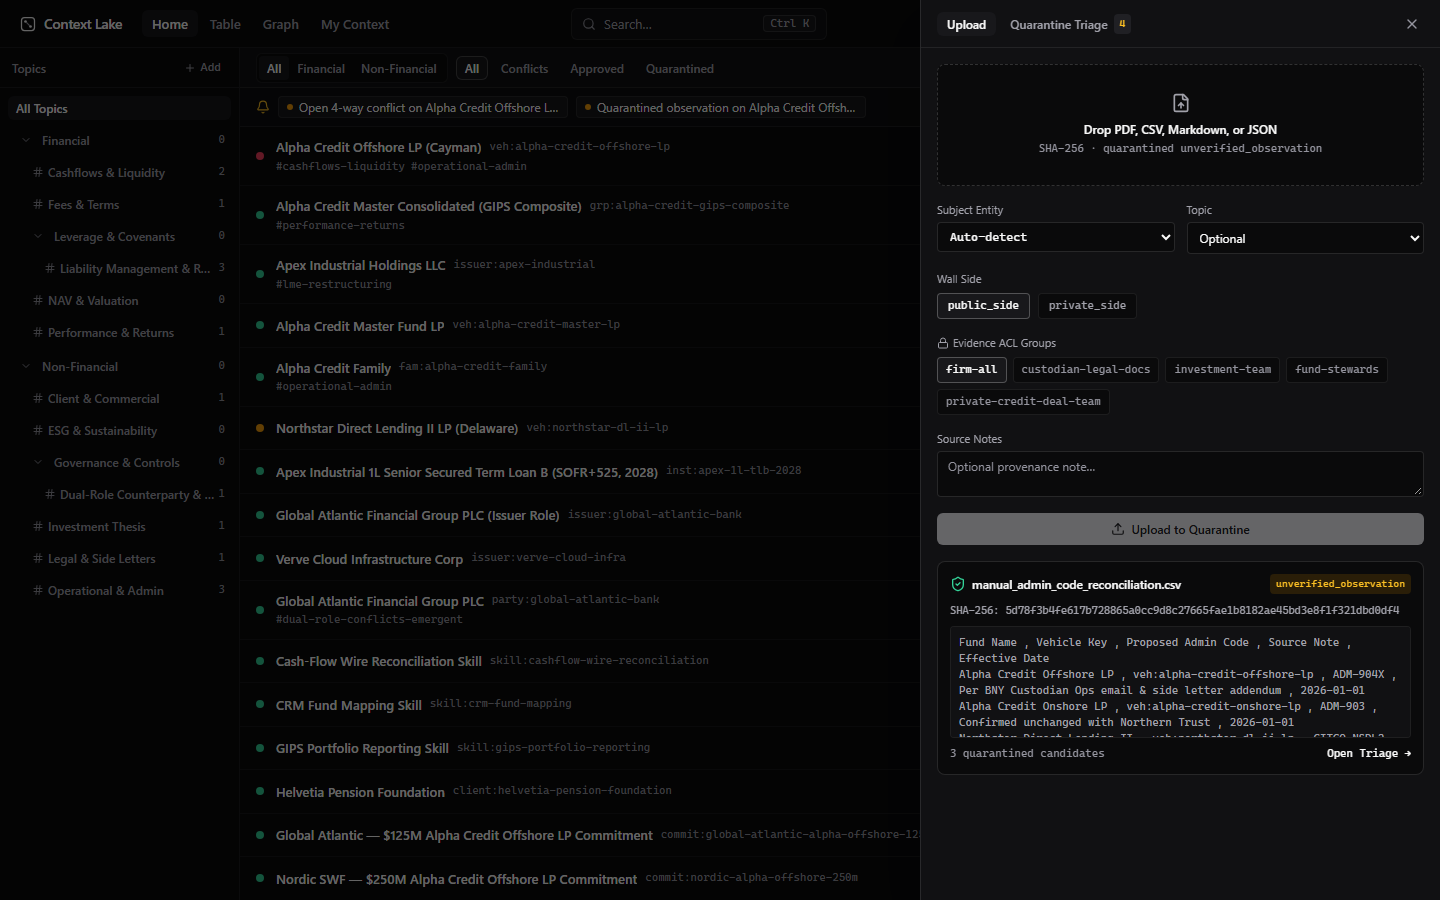 Context Lake
Home
Table
Graph
My Context
Search...
Ctrl K
Topics
Add
All Topics
Financial 0
# Cashflows & Liquidity 2
# Fees & Terms 1
Leverage & Covenants 0
# Liability Management & R... 3
# NAV & Valuation 0
# Performance & Returns 1
Non-Financial 0
# Client & Commercial 1
# ESG & Sustainability 0
Governance & Controls 0
# Dual-Role Counterparty & ... 1
# Investment Thesis 1
# Legal & Side Letters 1
# Operational & Admin 3
All Financial Non-Financial
All Conflicts Approved Quarantined
Open 4-way conflict on Alpha Credit Offshore L...
Quarantined observation on Alpha Credit Offsh...
Alpha Credit Offshore LP (Cayman) veh:alpha-credit-offshore-lp
#cashflows-liquidity #operational-admin
Alpha Credit Master Consolidated (GIPS Composite) grp:alpha-credit-gips-composite
#performance-returns
Apex Industrial Holdings LLC issuer:apex-industrial
#lme-restructuring
Alpha Credit Master Fund LP veh:alpha-credit-master-lp
Alpha Credit Family fam:alpha-credit-family
#operational-admin
Northstar Direct Lending II LP (Delaware) veh:northstar-dl-ii-lp
Apex Industrial 1L Senior Secured Term Loan B (SOFR+525, 2028) inst:apex-1l-tlb-2028
Global Atlantic Financial Group PLC (Issuer Role) issuer:global-atlantic-bank
Verve Cloud Infrastructure Corp issuer:verve-cloud-infra
Global Atlantic Financial Group PLC party:global-atlantic-bank
#dual-role-conflicts-emergent
Cash-Flow Wire Reconciliation Skill skill:cashflow-wire-reconciliation
CRM Fund Mapping Skill skill:crm-fund-mapping
GIPS Portfolio Reporting Skill skill:gips-portfolio-reporting
Helvetia Pension Foundation client:helvetia-pension-foundation
Global Atlantic — $125M Alpha Credit Offshore LP Commitment commit:global-atlantic-alpha-offshore-12
Nordic SWF — $250M Alpha Credit Offshore LP Commitment commit:nordic-alpha-offshore-250m
Upload
Quarantine Triage 4
Drop PDF, CSV, Markdown, or JSON
SHA-256 · quarantined unverified_observation
Subject Entity
Auto-detect
Topic
Optional
Wall Side
public_side private_side
Evidence ACL Groups
firm-all custodian-legal-docs investment-team fund-stewards
private-credit-deal-team
Source Notes
Optional provenance note...
Upload to Quarantine
manual_admin_code_reconciliation.csv unverified_observation
SHA-256: 5d78f3b4fe617b728865a0cc9d8c27665fae1b8182ae45bd3e8f1f321dbd0df4
Fund Name , Vehicle Key , Proposed Admin Code , Source Note ,
Effective Date
Alpha Credit Offshore LP , veh:alpha-credit-offshore-lp , ADM-904X ,
Per BNY Custodian Ops email & side letter addendum , 2026-01-01
Alpha Credit Onshore LP , veh:alpha-credit-onshore-lp , ADM-903 ,
Confirmed unchanged with Northern Trust , 2026-01-01
3 quarantined candidates
Open Triage →